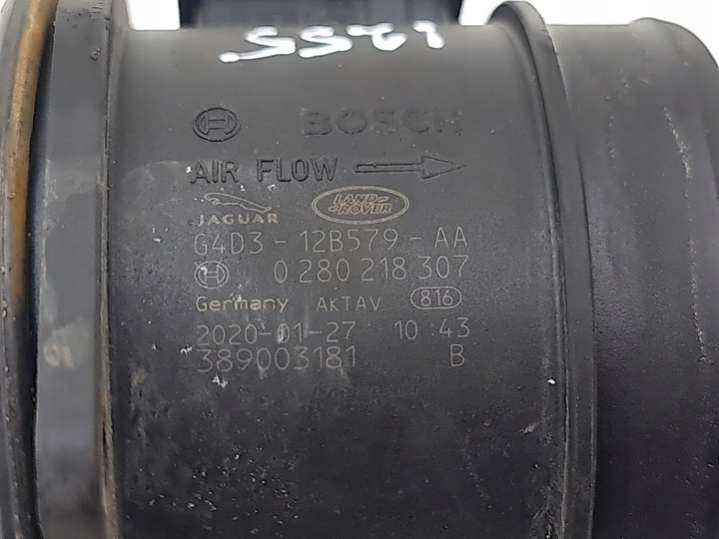 BOSCH
AIR FLOW
JAGUAR LAND ROVER
G4D3-12B579-AA
0 280 218 307
Germany AKTAV 816
2020-01-27 10 43
389003181 B